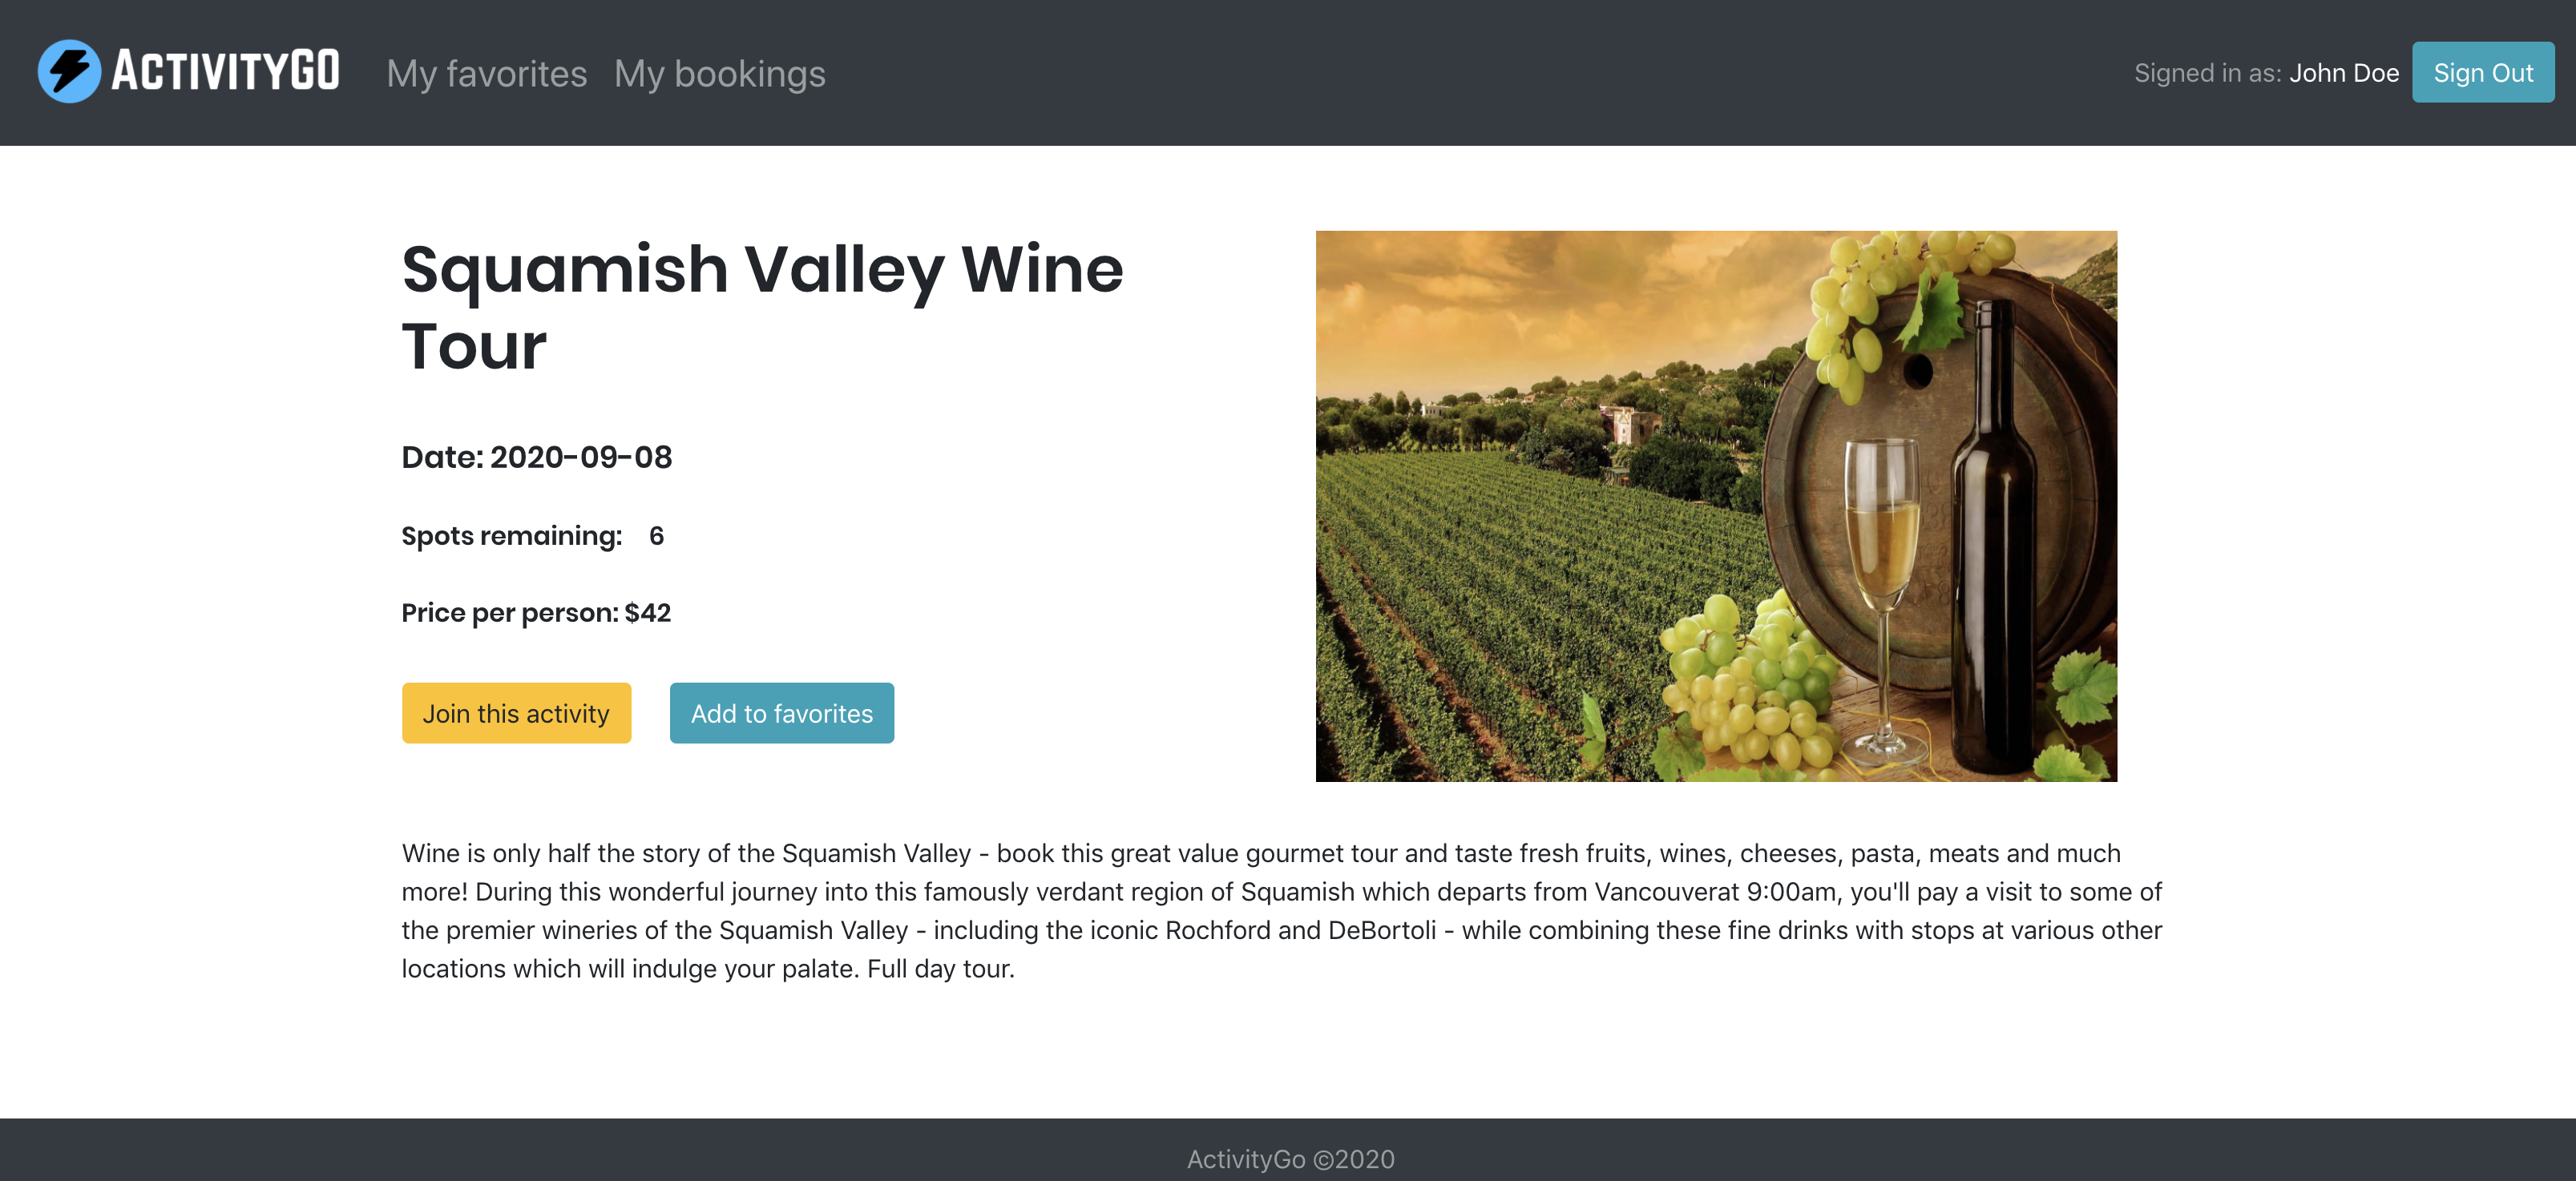 ACTIVITYGO My favorites My bookings Signed in as: John Doe Sign Out
Squamish Valley Wine
Tour
Date: 2020-09-08
Spots remaining: 6
Price per person: $42
Join this activity Add to favorites
Wine is only half the story of the Squamish Valley - book this great value gourmet tour and taste fresh fruits, wines, cheeses, pasta, meats and much
more! During this wonderful journey into this famously verdant region of Squamish which departs from Vancouverat 9:00am, you'll pay a visit to some of
the premier wineries of the Squamish Valley - including the iconic Rochford and DeBortoli - while combining these fine drinks with stops at various other
locations which will indulge your palate. Full day tour.
ActivityGo ©2020